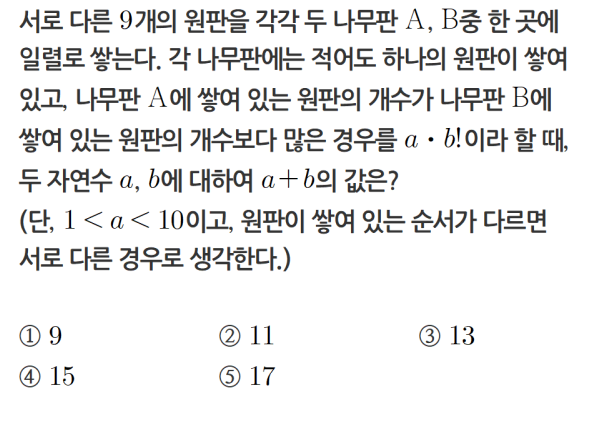 서로 다른 9개의 원판을 각각 두 나무판 A, B중 한 곳에
일렬로 쌓는다. 각 나무판에는 적어도 하나의 원판이 쌓여
있고, 나무판 A에 쌓여 있는 원판의 개수가 나무판 B에
쌓여 있는 원판의 개수보다 많은 경우를 a · b!이라 할 때,
두 자연수 a, b에 대하여 a+b의 값은?
(단, 1 < a < 10이고, 원판이 쌓여 있는 순서가 다르면
서로 다른 경우로 생각한다.)
① 9 ② 11 ③ 13
④ 15 ⑤ 17